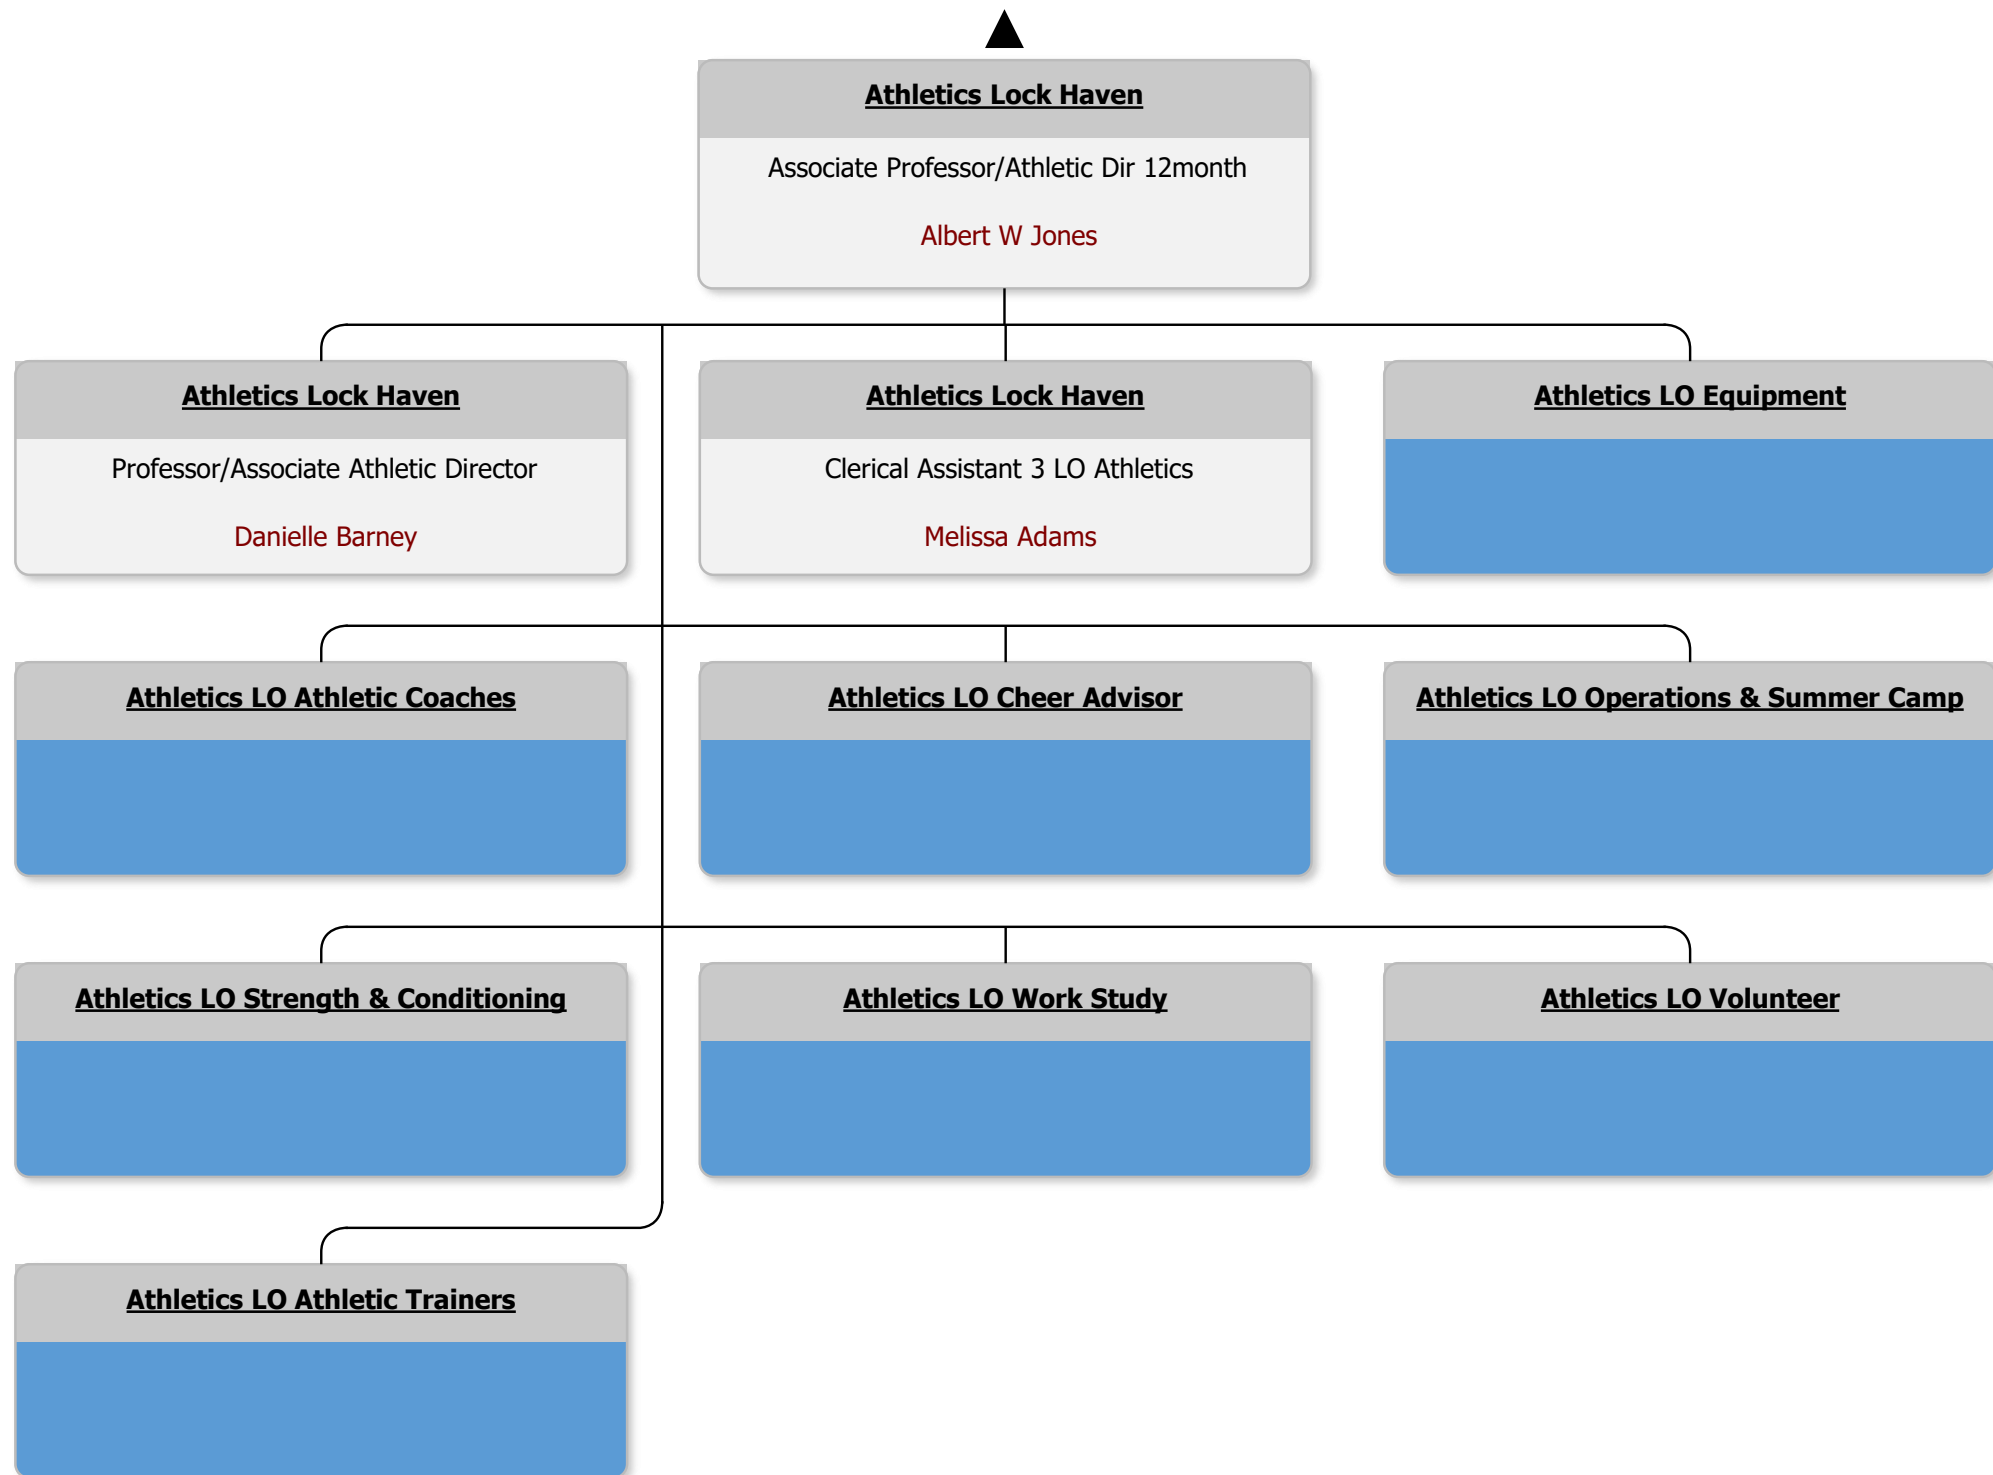 Athletics Lock Haven
Associate Professor/Athletic Dir 12month
Albert W Jones
Athletics Lock Haven
Professor/Associate Athletic Director
Danielle Barney
Athletics Lock Haven
Clerical Assistant 3 LO Athletics
Melissa Adams
Athletics LO Equipment
Athletics LO Athletic Coaches
Athletics LO Cheer Advisor
Athletics LO Operations & Summer Camp
Athletics LO Strength & Conditioning
Athletics LO Work Study
Athletics LO Volunteer
Athletics LO Athletic Trainers